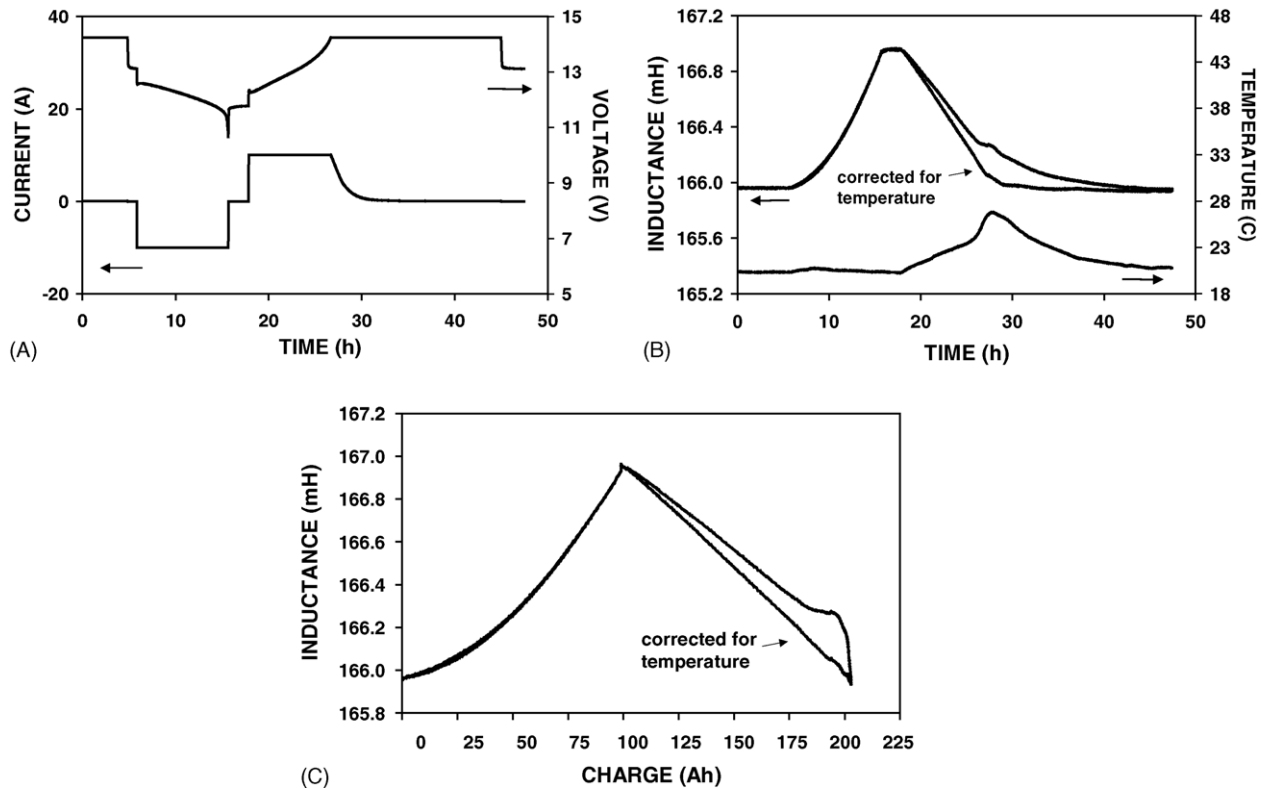 40
20
0
-20
CURRENT (A)
15
13
11
9
7
5
VOLTAGE (V)
0 10 20 30 40 50
TIME (h)
(A)
167.2
166.8
166.4
166.0
165.6
165.2
INDUCTANCE (mH)
corrected for
temperature
48
43
38
33
28
23
18
TEMPERATURE (C)
0 10 20 30 40 50
TIME (h)
(B)
167.2
167.0
166.8
166.6
166.4
166.2
166.0
165.8
INDUCTANCE (mH)
corrected for
temperature
0 25 50 75 100 125 150 175 200 225
CHARGE (Ah)
(C)